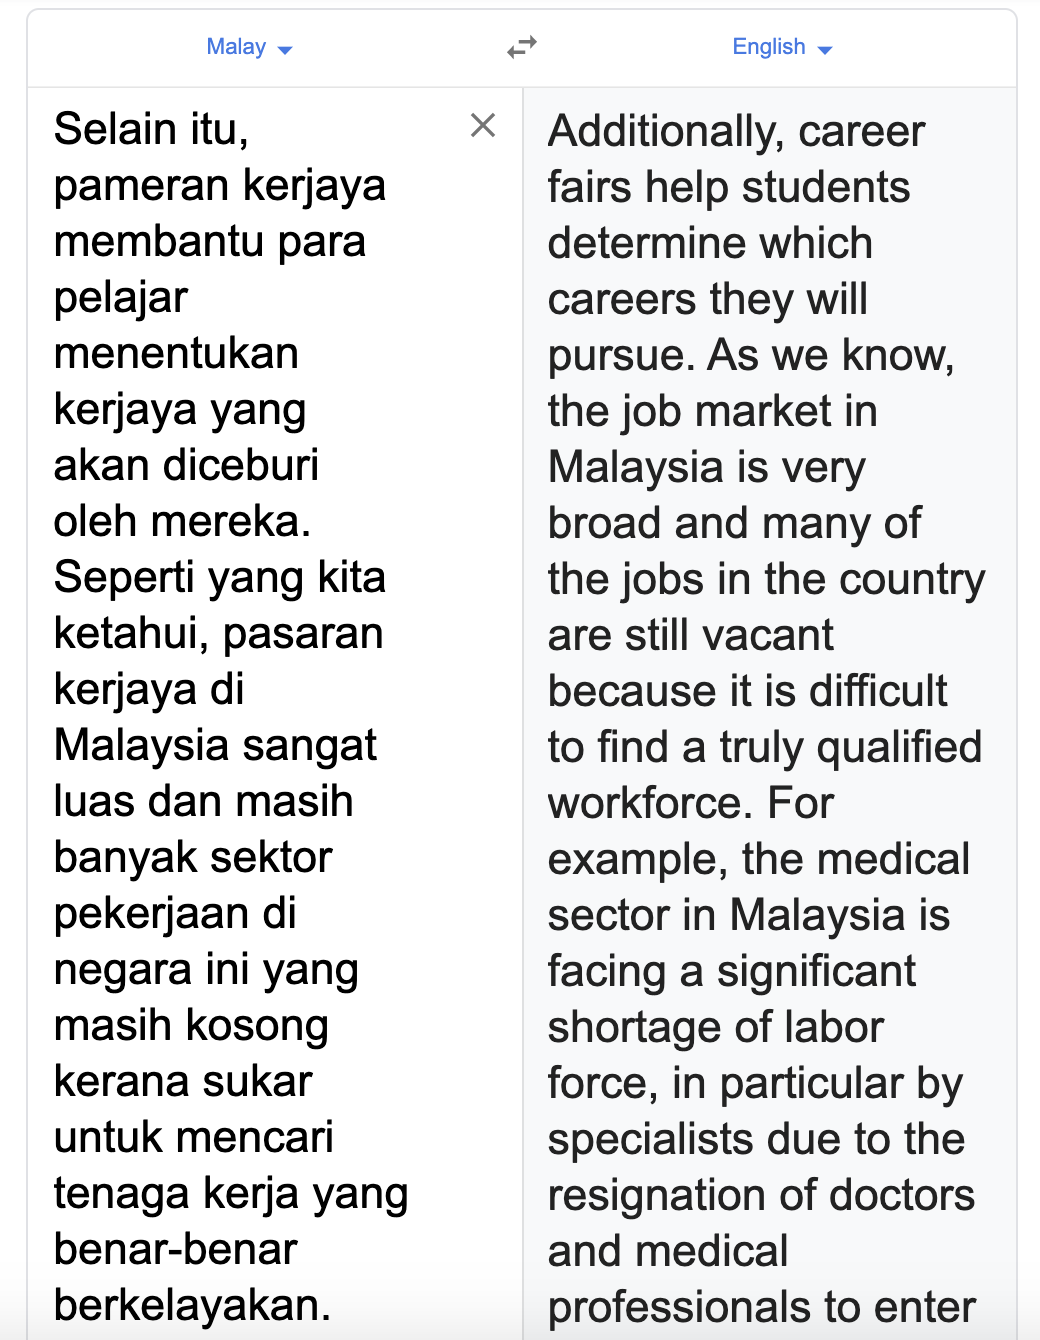 Malay
English
Selain itu,
pameran kerjaya
membantu para
pelajar
menentukan
kerjaya yang
akan diceburi
oleh mereka.
Seperti yang kita
ketahui, pasaran
kerjaya di
Malaysia sangat
luas dan masih
banyak sektor
pekerjaan di
negara ini yang
masih kosong
kerana sukar
untuk mencari
tenaga kerja yang
benar-benar
berkelayakan.
Additionally, career
fairs help students
determine which
careers they will
pursue. As we know,
the job market in
Malaysia is very
broad and many of
the jobs in the country
are still vacant
because it is difficult
to find a truly qualified
workforce. For
example, the medical
sector in Malaysia is
facing a significant
shortage of labor
force, in particular by
specialists due to the
resignation of doctors
and medical
professionals to enter